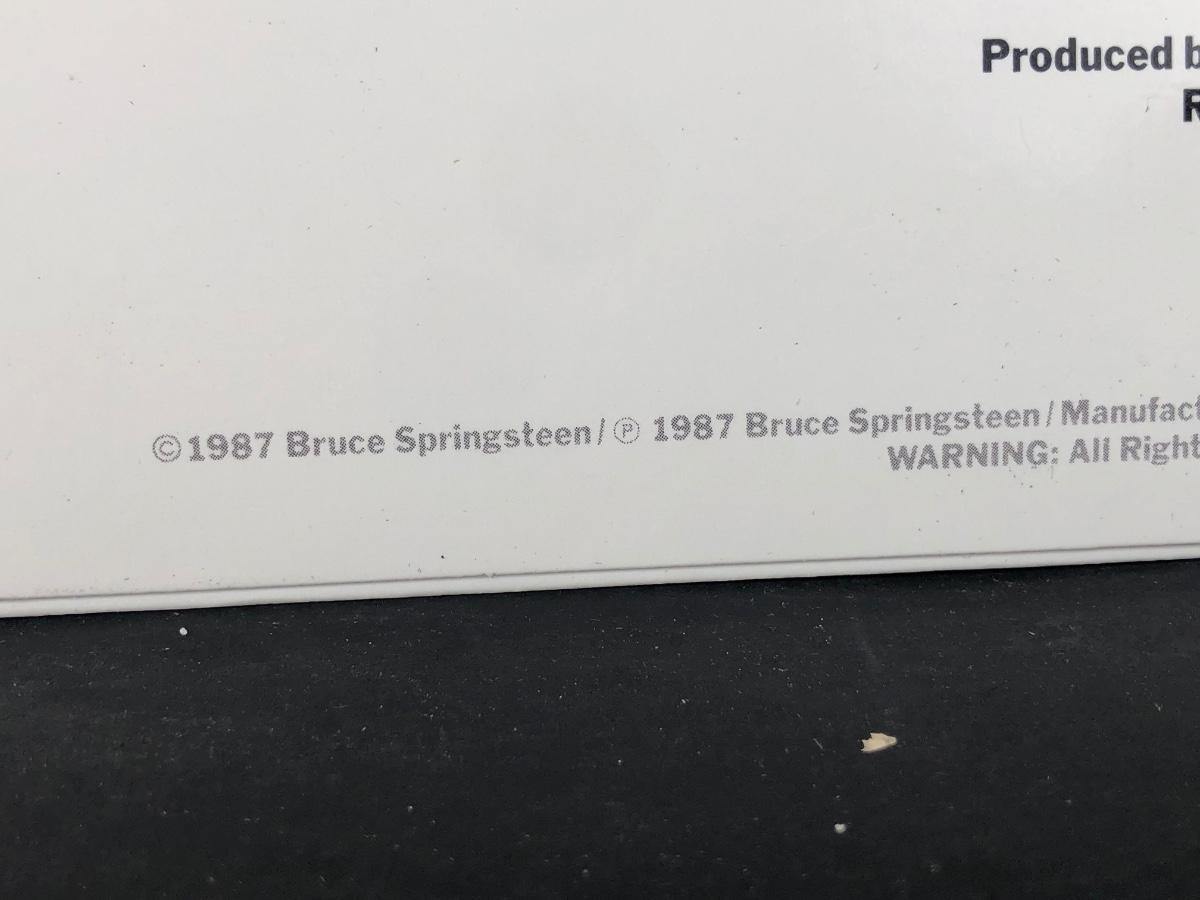 Produced b
R
©1987 Bruce Springsteen/℗ 1987 Bruce Springsteen/Manufact
WARNING: All Right